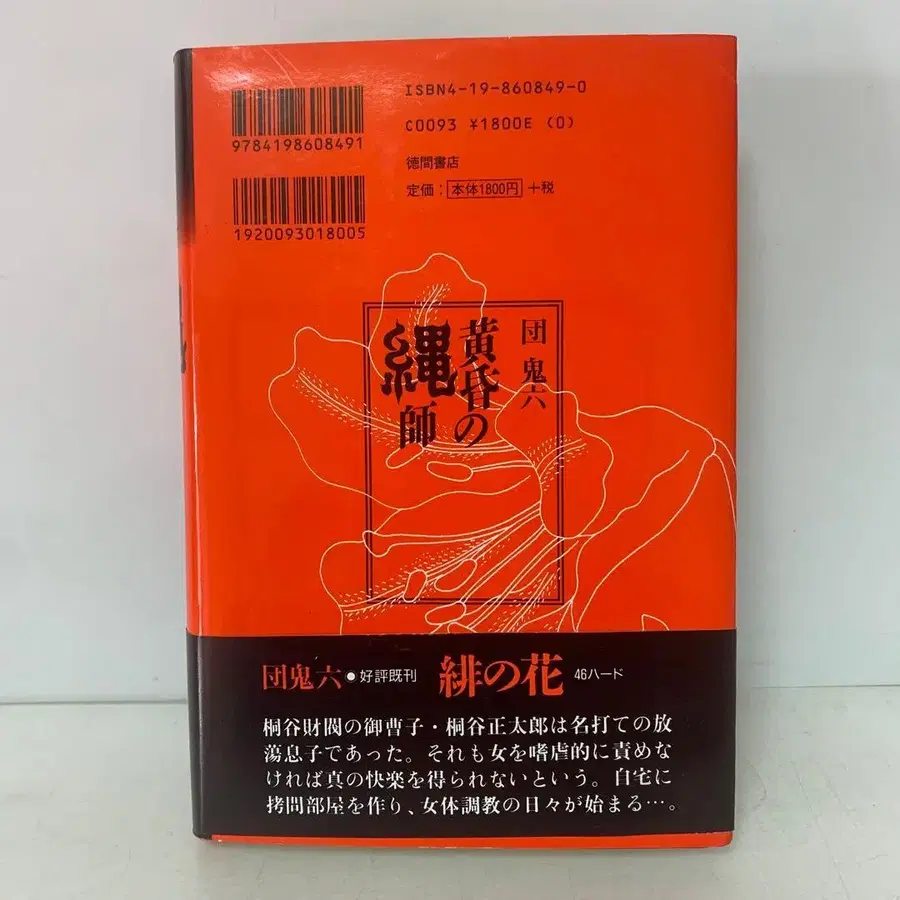 ISBN4-19-860849-0
9784198608491
C0093 ¥1800E (0)
徳間書店
定価：本体1800円＋税
1920093018005
団鬼六
黄昏の
縄師
団鬼六●好評既刊 緋の花 46ハード
桐谷財閥の御曹子・桐谷正太郎は名打ての放
蕩息子であった。それも女を嗜虐的に責めな
ければ真の快楽を得られないという。自宅に
拷問部屋を作り、女体調教の日々が始まる…。